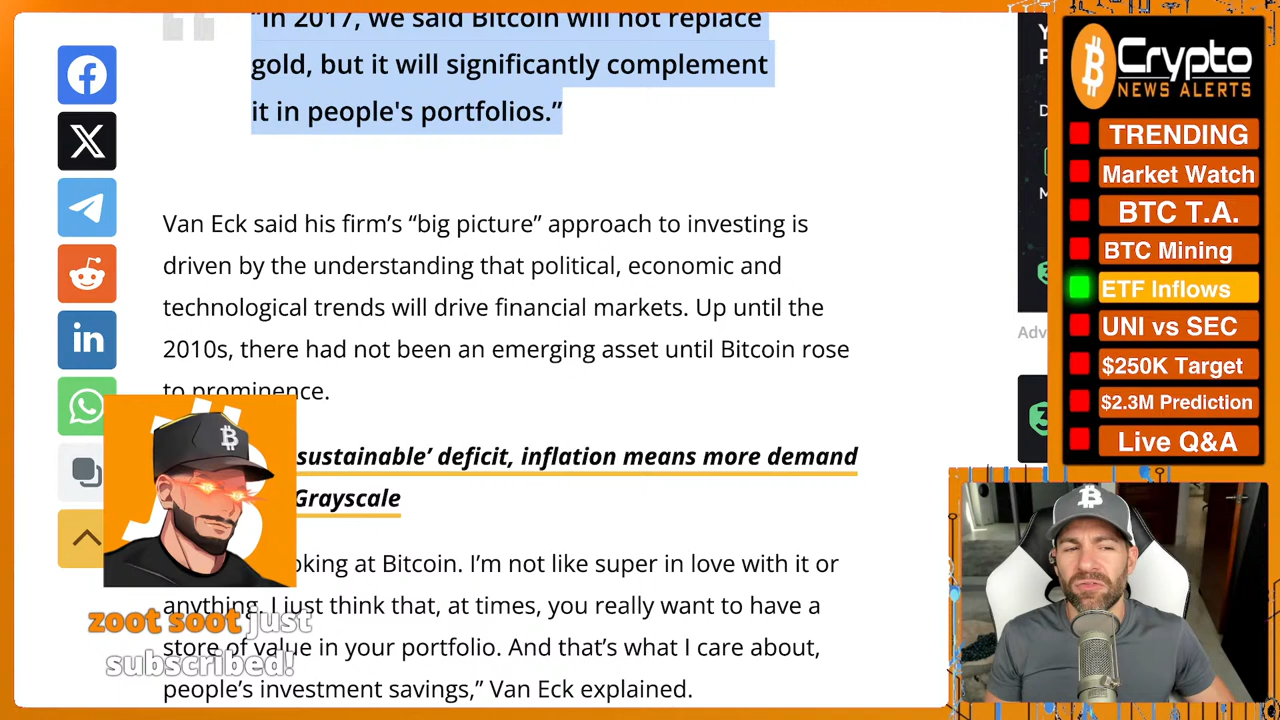 "In 2017, we said Bitcoin will not replace
gold, but it will significantly complement
it in people's portfolios.”
Van Eck said his firm’s “big picture” approach to investing is
driven by the understanding that political, economic and
technological trends will drive financial markets. Up until the
2010s, there had not been an emerging asset until Bitcoin rose
to prominence.
sustainable’ deficit, inflation means more demand
Grayscale
oking at Bitcoin. I’m not like super in love with it or
anything. I just think that, at times, you really want to have a
store of value in your portfolio. And that’s what I care about,
people’s investment savings,” Van Eck explained.
zoot soot just
subscribed!
Adv
Crypto
NEWS ALERTS
TRENDING
Market Watch
BTC T.A.
BTC Mining
ETF Inflows
UNI vs SEC
$250K Target
$2.3M Prediction
Live Q&A